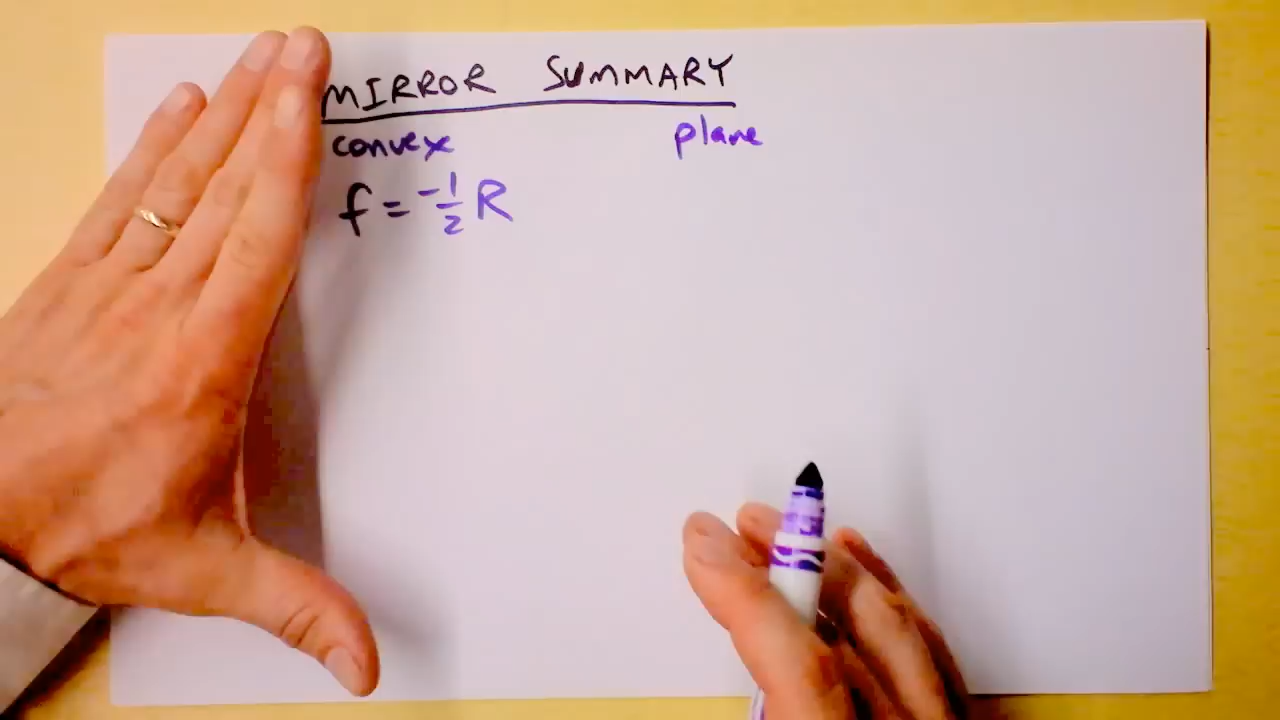 MIRROR SUMMARY
convex plane
f = -1/2 R